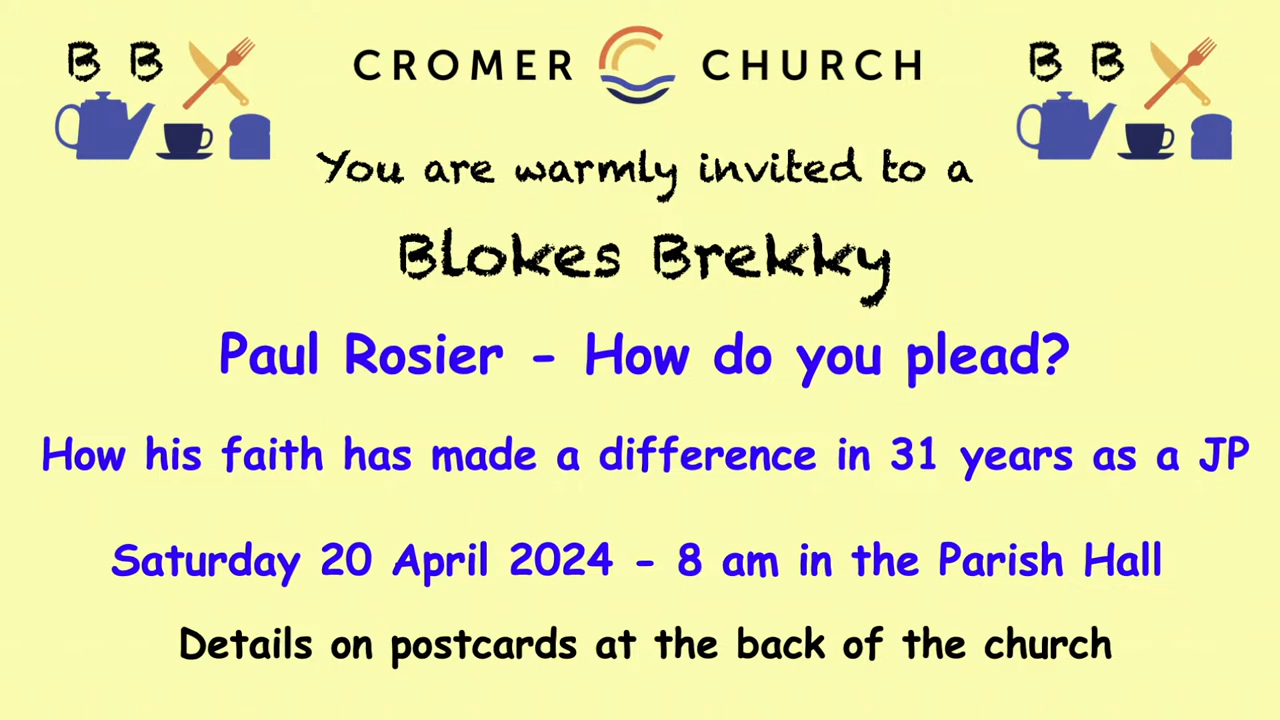 B B
CROMER CHURCH
B B
You are warmly invited to a
Blokes Brekky
Paul Rosier - How do you plead?
How his faith has made a difference in 31 years as a JP
Saturday 20 April 2024 - 8 am in the Parish Hall
Details on postcards at the back of the church